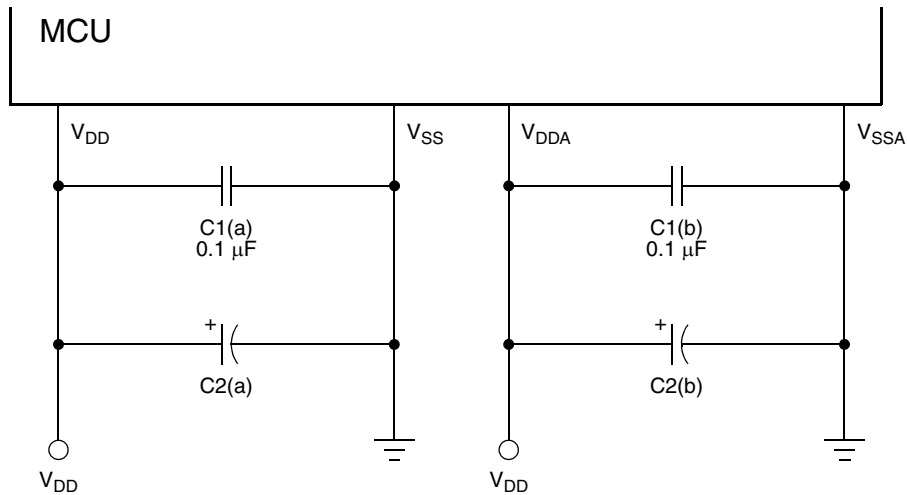 MCU
VDD
VSS
VDDA
VSSA
C1(a)
0.1 μF
C1(b)
0.1 μF
+
C2(a)
+
C2(b)
VDD
VDD